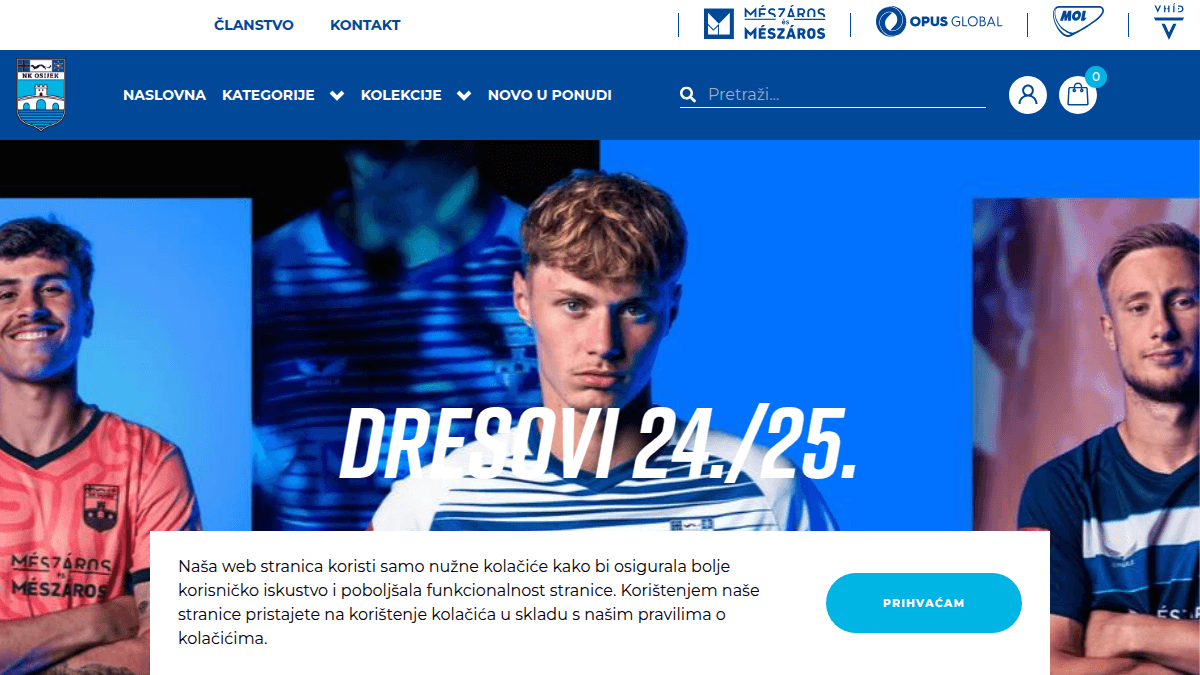 ČLANSTVO KONTAKT
MÉSZÁROS
és
MÉSZÁROS
OPUS GLOBAL
MOL
VHÍD
NK OSIJEK
NASLOVNA KATEGORIJE KOLEKCIJE NOVO U PONUDI
Pretraži...
0
DRESOVI 24./25.
MÉSZÁROS
és
MÉSZÁROS
Naša web stranica koristi samo nužne kolačiće kako bi osigurala bolje
korisničko iskustvo i poboljšala funkcionalnost stranice. Korištenjem naše
stranice pristajete na korištenje kolačića u skladu s našim pravilima o
kolačićima.
PRIHVAĆAM